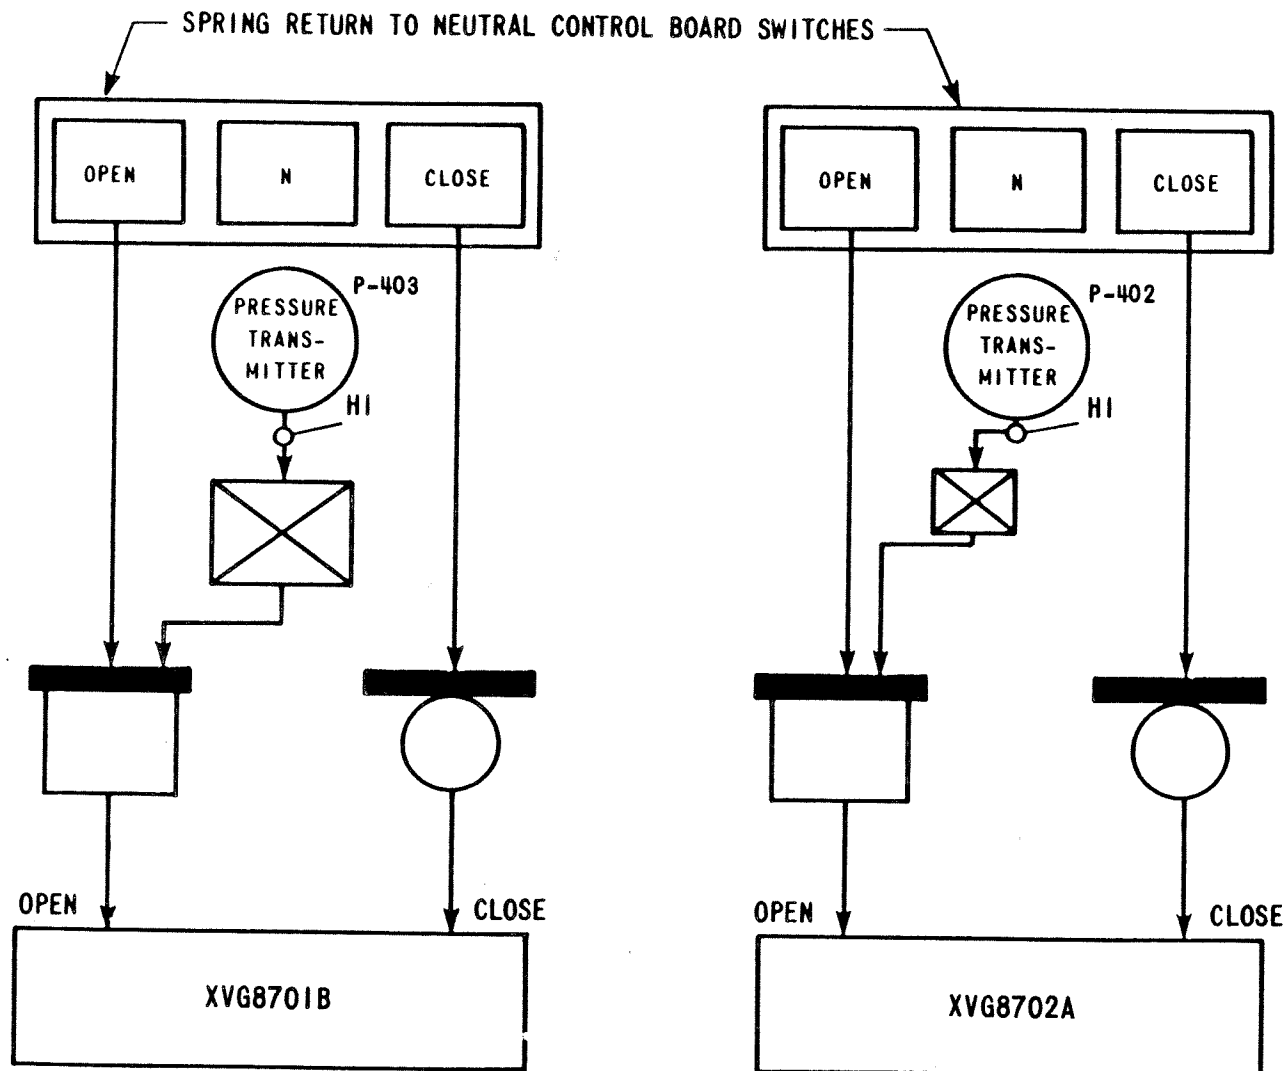 SPRING RETURN TO NEUTRAL CONTROL BOARD SWITCHES
OPEN
N
CLOSE
P-403
PRESSURE
TRANS-
MITTER
HI
OPEN
CLOSE
XVG8701B
OPEN
N
CLOSE
P-402
PRESSURE
TRANS-
MITTER
HI
OPEN
CLOSE
XVG8702A